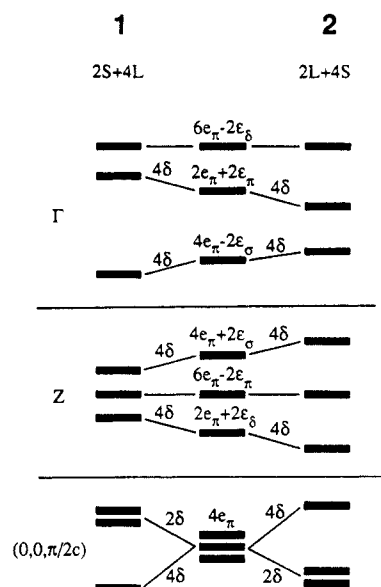 1 2
2S+4L 2L+4S
6eπ-2εδ
4δ 2eπ+2επ 4δ
Γ
4δ 4eπ-2εσ 4δ
4δ 4eπ+2εσ 4δ
Z 6eπ-2επ
4δ 2eπ+2εδ 4δ
2δ 4eπ 4δ
(0,0,π/2c)
4δ 2δ